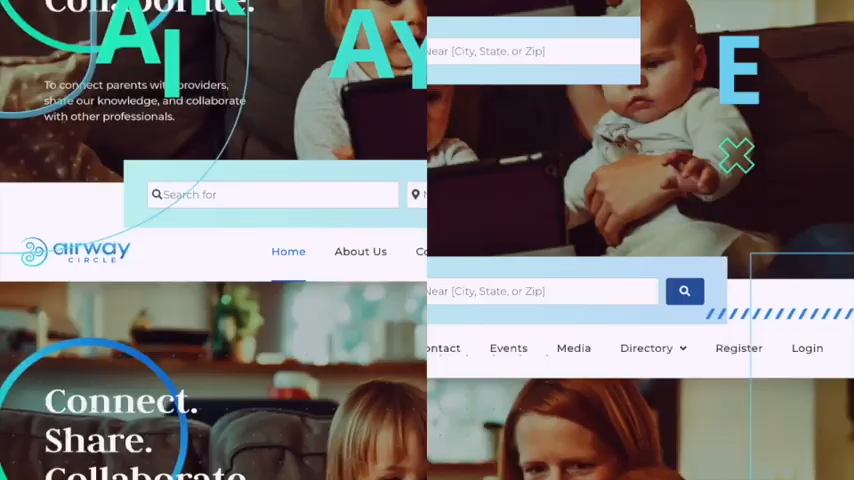 Collaborate.
A I R
AY
E
To connect parents with providers,
share our knowledge, and collaborate
with other professionals.
Near [City, State, or Zip]
Search for
Near [City, State, or Zip]
airway
CIRCLE
Home About Us
ontact Events Media Directory Register Login
Connect.
Share.
Collaborate